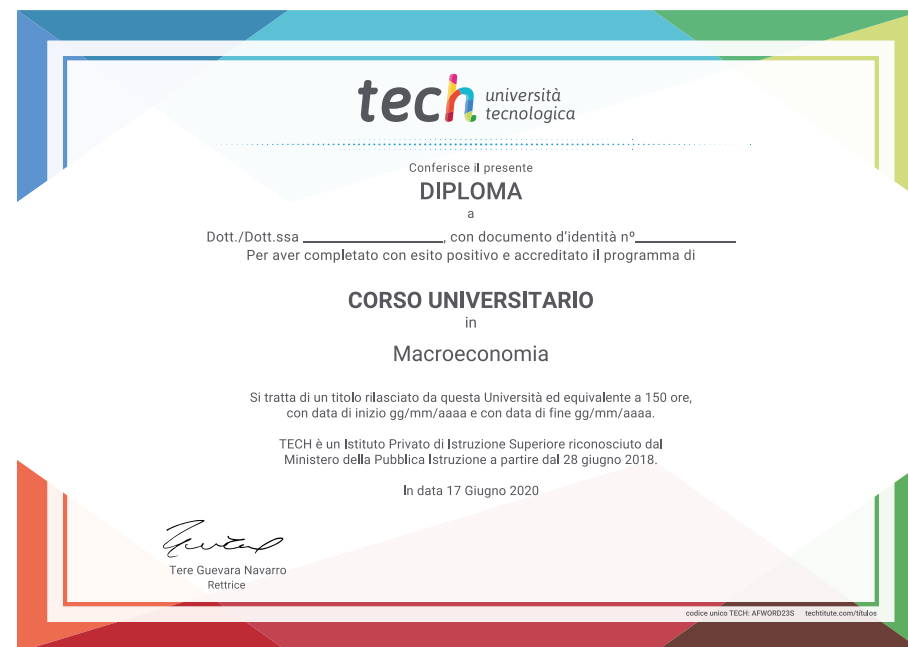 tech università
tecnologica
Conferisce il presente
DIPLOMA
a
Dott./Dott.ssa ____________________, con documento d'identità nº______________
Per aver completato con esito positivo e accreditato il programma di
CORSO UNIVERSITARIO
in
Macroeconomia
Si tratta di un titolo rilasciato da questa Università ed equivalente a 150 ore,
con data di inizio gg/mm/aaaa e con data di fine gg/mm/aaaa.
TECH è un Istituto Privato di Istruzione Superiore riconosciuto dal
Ministero della Pubblica Istruzione a partire dal 28 giugno 2018.
In data 17 Giugno 2020
Tere Guevara Navarro
Rettrice
codice unico TECH: AFWORD23S techtitute.com/títulos